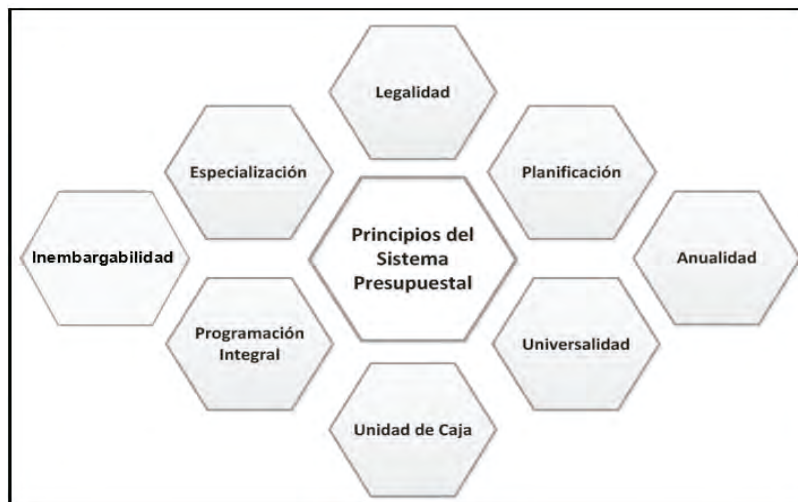 Legalidad
Especialización
Planificación
Inembargabilidad
Principios del
Sistema
Presupuestal
Anualidad
Programación
Integral
Universalidad
Unidad de Caja